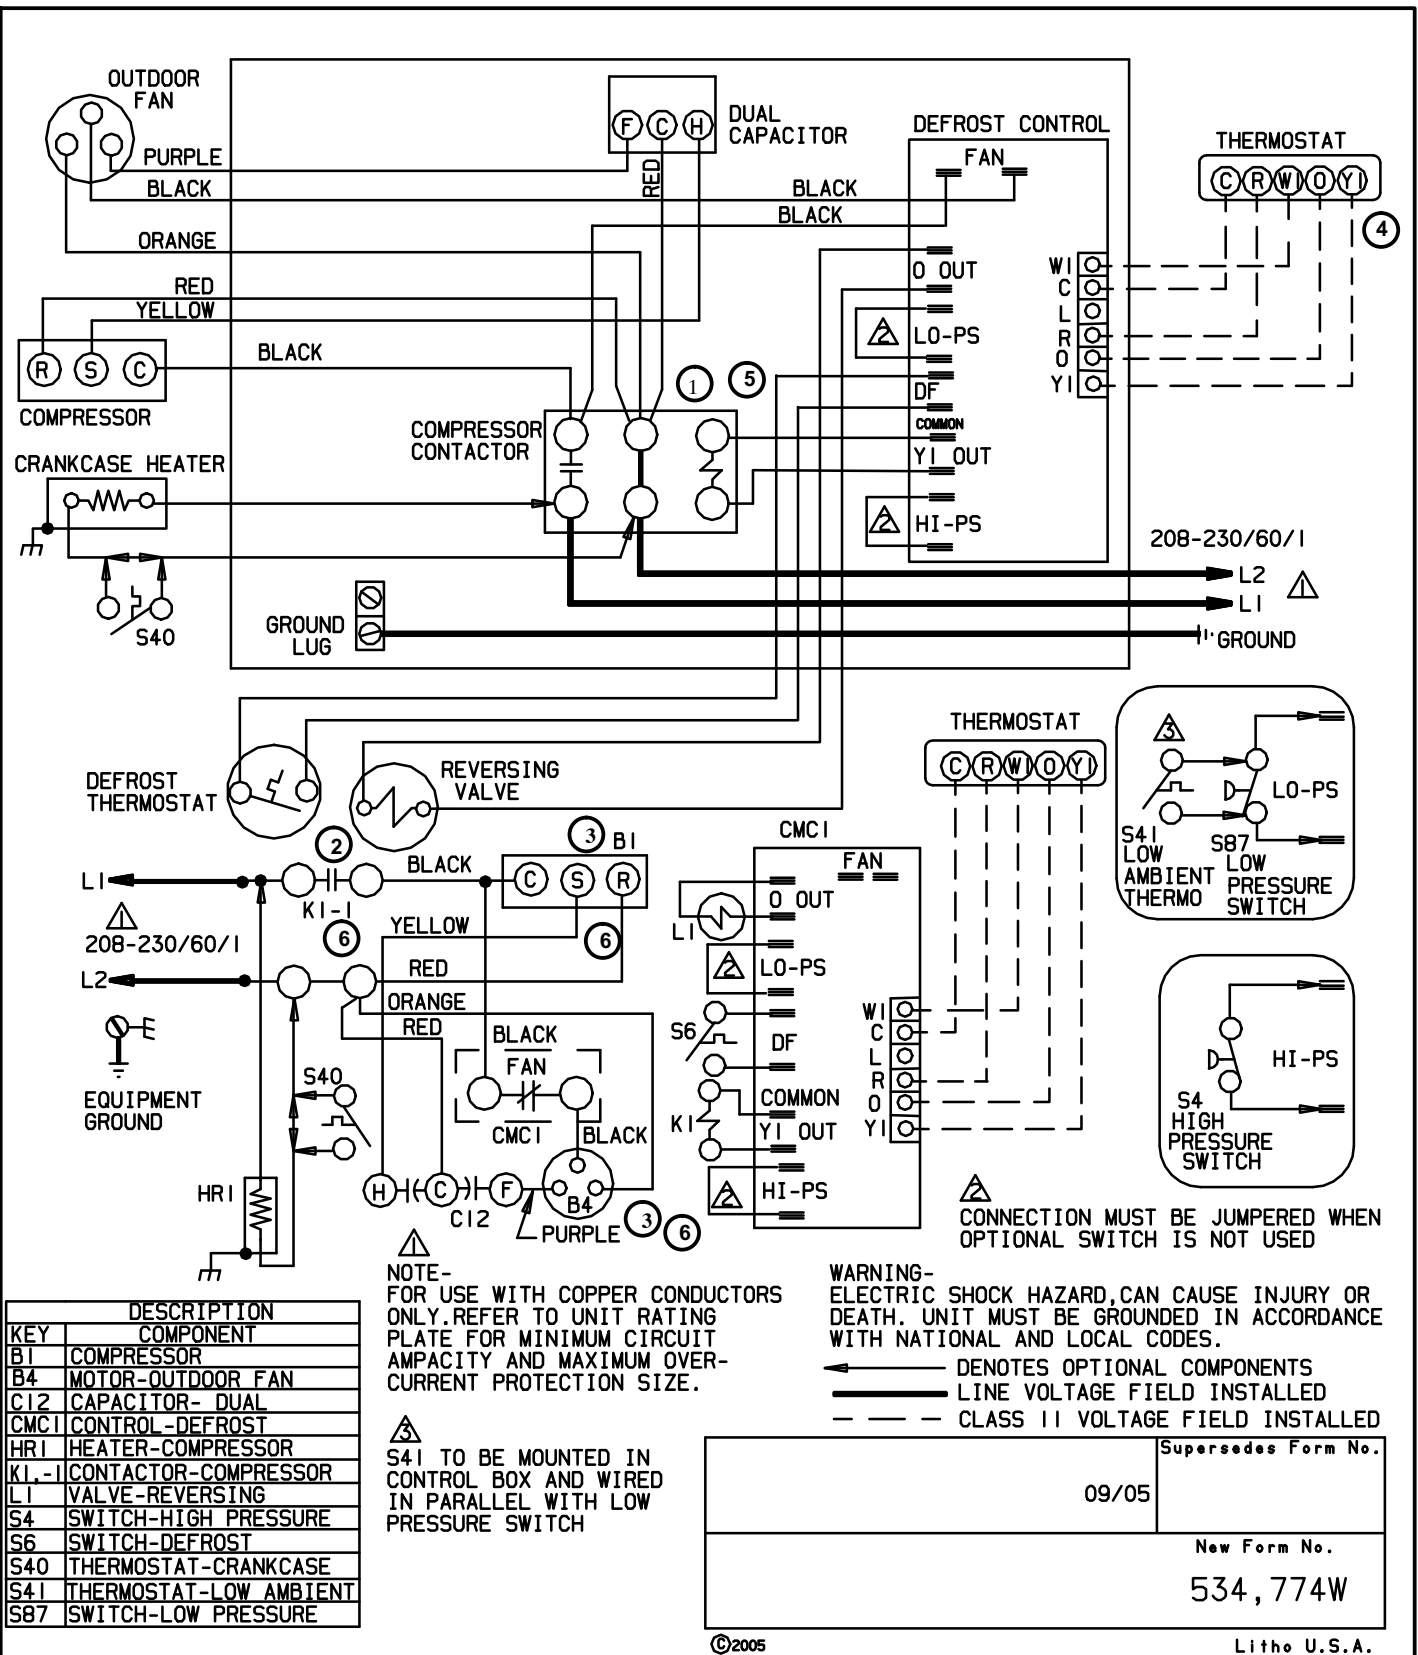 OUTDOOR
FAN
DUAL
CAPACITOR
F C H
DEFROST CONTROL
THERMOSTAT
FAN
C R W1 O Y1
PURPLE
BLACK
RED
BLACK
BLACK
4
ORANGE
W1
C
L
R
O
Y1
O OUT
RED
YELLOW
2 LO-PS
R S C
BLACK
COMPRESSOR
1 5
DF
COMMON
COMPRESSOR
CONTACTOR
Y1 OUT
CRANKCASE HEATER
2 HI-PS
208-230/60/1
L2
1
L1
S40
GROUND
LUG
GROUND
THERMOSTAT
C R W1 O Y1
3
LO-PS
S41
LOW
AMBIENT
THERMO
S87
LOW
PRESSURE
SWITCH
DEFROST
THERMOSTAT
REVERSING
VALVE
CMC1
2
3 B1
BLACK
L1
C S R
FAN
O OUT
K1-1
1
6
208-230/60/1
YELLOW
6
L1
L2
RED
2 LO-PS
ORANGE
RED
W1
C
L
R
O
Y1
HI-PS
S4
HIGH
PRESSURE
SWITCH
S6
DF
BLACK
FAN
S40
EQUIPMENT
GROUND
COMMON
K1
Y1 OUT
CMC1
BLACK
HR1
H C F
C12
B4
PURPLE
3 6
2 HI-PS
2
CONNECTION MUST BE JUMPERED WHEN
OPTIONAL SWITCH IS NOT USED
1
NOTE-
FOR USE WITH COPPER CONDUCTORS
ONLY.REFER TO UNIT RATING
PLATE FOR MINIMUM CIRCUIT
AMPACITY AND MAXIMUM OVER-
CURRENT PROTECTION SIZE.
WARNING-
ELECTRIC SHOCK HAZARD,CAN CAUSE INJURY OR
DEATH. UNIT MUST BE GROUNDED IN ACCORDANCE
WITH NATIONAL AND LOCAL CODES.
DENOTES OPTIONAL COMPONENTS
LINE VOLTAGE FIELD INSTALLED
CLASS II VOLTAGE FIELD INSTALLED
3
S41 TO BE MOUNTED IN
CONTROL BOX AND WIRED
IN PARALLEL WITH LOW
PRESSURE SWITCH
DESCRIPTION
KEY COMPONENT
B1 COMPRESSOR
B4 MOTOR-OUTDOOR FAN
C12 CAPACITOR- DUAL
CMC1 CONTROL-DEFROST
HR1 HEATER-COMPRESSOR
K1,-1 CONTACTOR-COMPRESSOR
L1 VALVE-REVERSING
S4 SWITCH-HIGH PRESSURE
S6 SWITCH-DEFROST
S40 THERMOSTAT-CRANKCASE
S41 THERMOSTAT-LOW AMBIENT
S87 SWITCH-LOW PRESSURE
Supersedes Form No.
09/05
New Form No.
534,774W
©2005
Litho U.S.A.